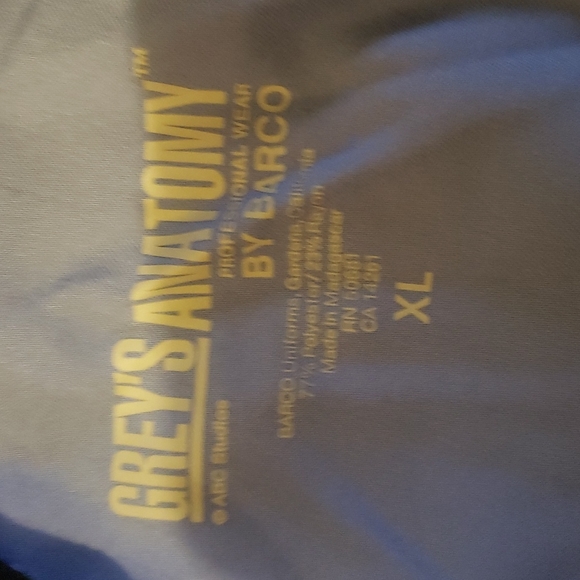 GREY'S ANATOMY™
© ABC Studios
PROFESSIONAL WEAR
BY BARCO
BARCO Uniforms, Gardena, California
77% Polyester/ 23% Rayon
Made in Madagascar
RN 50981
CA 14261
XL